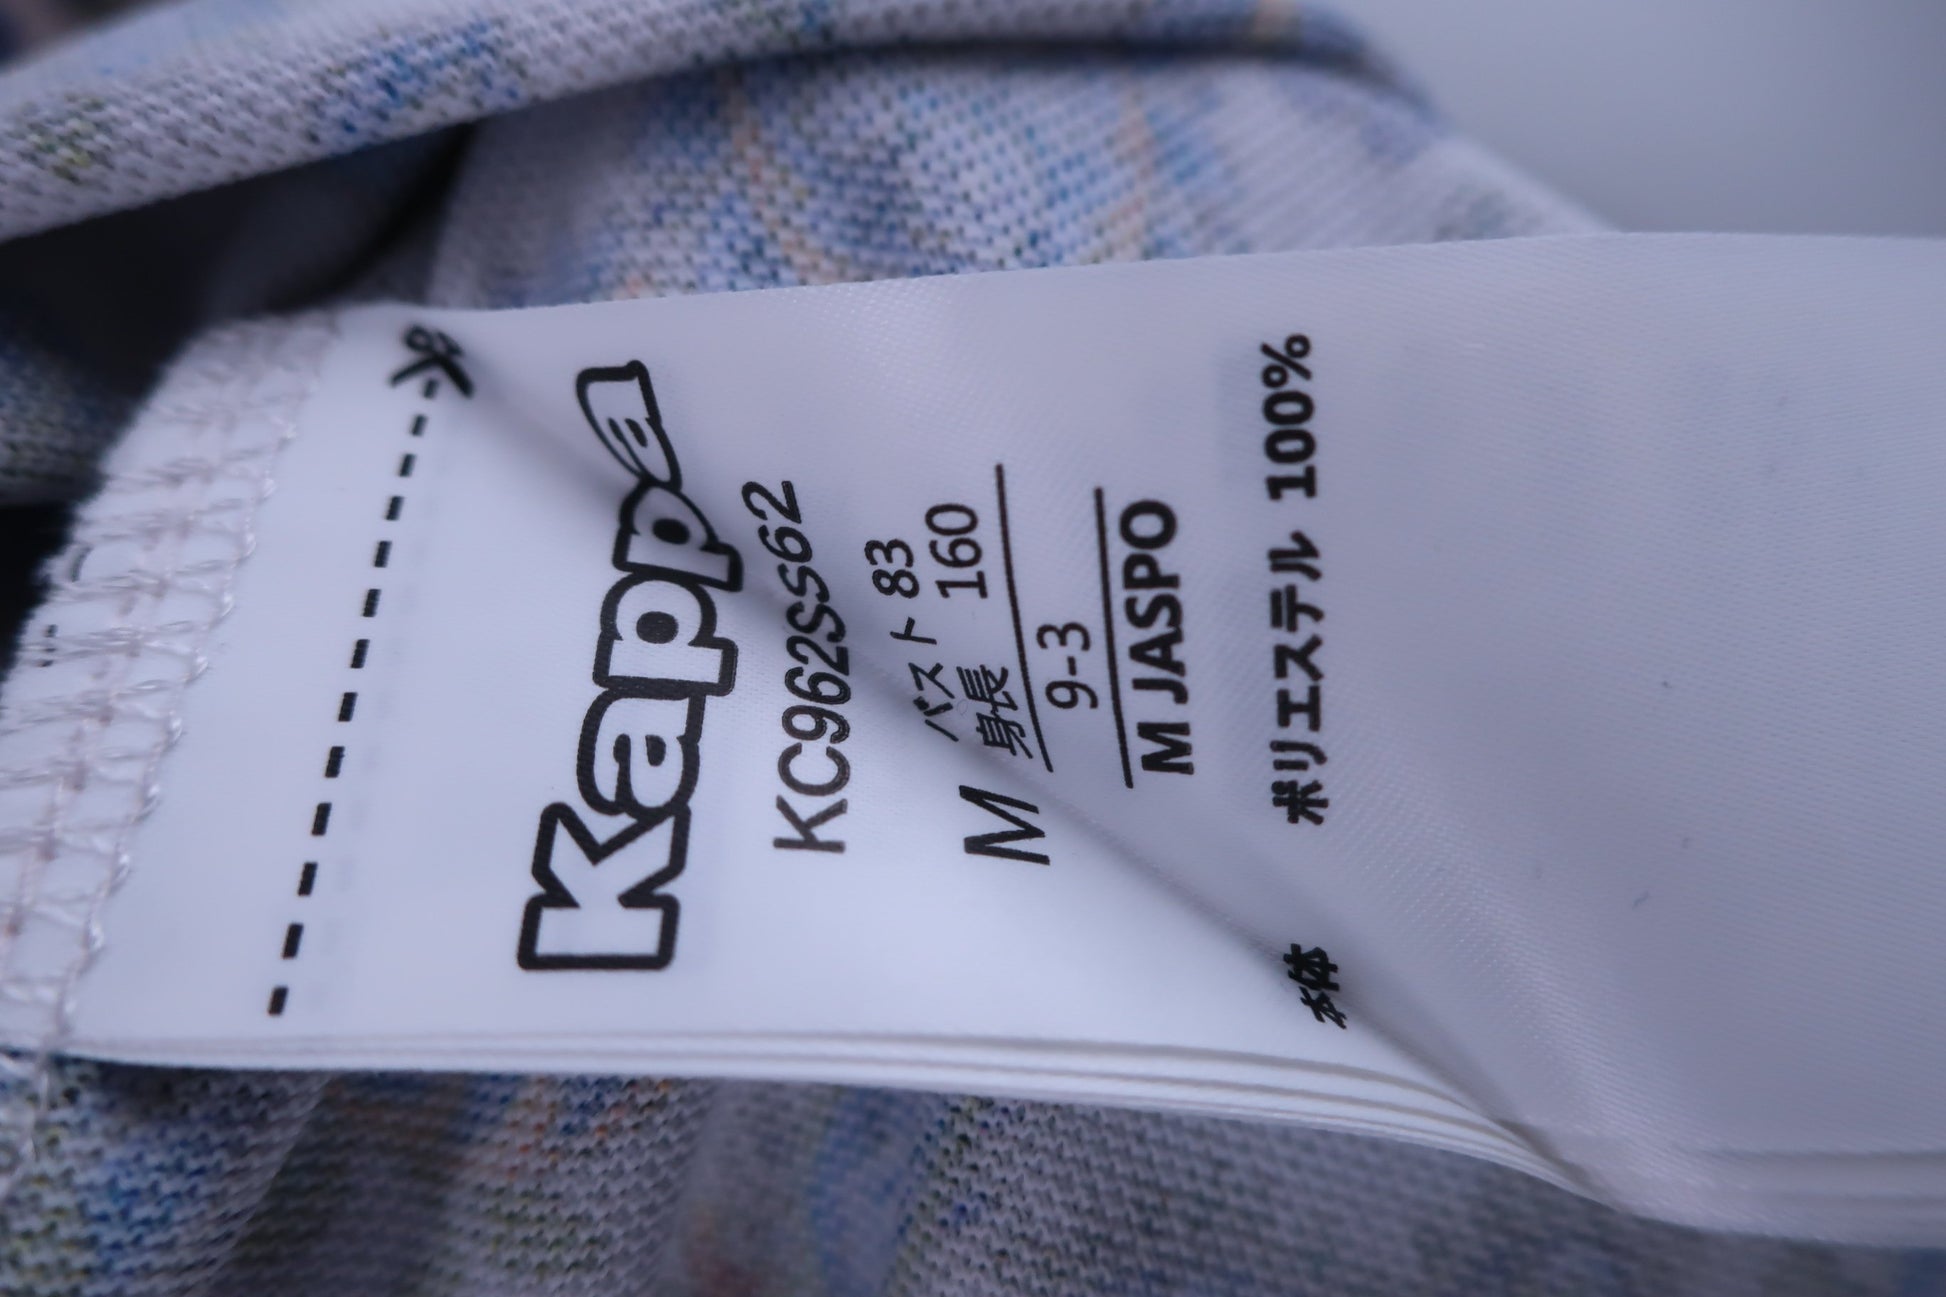 Kappa
KC962SS62
M バスト 83
身長 160
9-3
M JASPO
本体 ポリエステル 100%